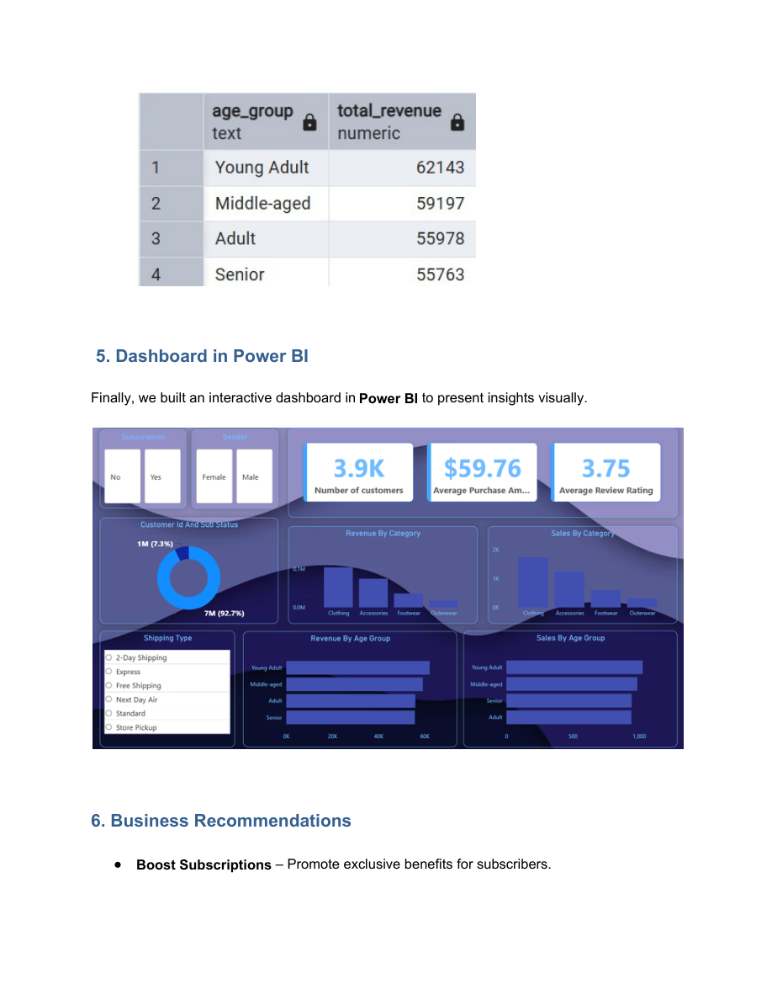 age_group total_revenue
text numeric
1 Young Adult 62143
2 Middle-aged 59197
3 Adult 55978
4 Senior 55763
5. Dashboard in Power BI
Finally, we built an interactive dashboard in Power BI to present insights visually.
Subscription Gender
No Yes Female Male
3.9K $59.76 3.75
Number of customers Average Purchase Am... Average Review Rating
Customer Id And Sub Status
1M (7.3%)
7M (92.7%)
Revenue By Category
0.1M
0.0M
Clothing Accessories Footwear Outerwear
Sales By Category
2K
1K
0K
Clothing Accessories Footwear Outerwear
Shipping Type
2-Day Shipping
Express
Free Shipping
Next Day Air
Standard
Store Pickup
Revenue By Age Group
Young Adult
Middle-aged
Adult
Senior
0K 20K 40K 60K
Sales By Age Group
Young Adult
Middle-aged
Senior
Adult
0 500 1,000
6. Business Recommendations
● Boost Subscriptions – Promote exclusive benefits for subscribers.